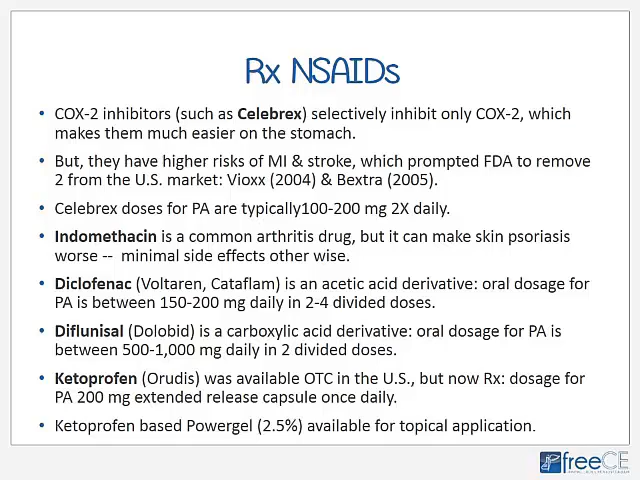 Rx NSAIDs
• COX-2 inhibitors (such as Celebrex) selectively inhibit only COX-2, which
makes them much easier on the stomach.
• But, they have higher risks of MI & stroke, which prompted FDA to remove
2 from the U.S. market: Vioxx (2004) & Bextra (2005).
• Celebrex doses for PA are typically100-200 mg 2X daily.
• Indomethacin is a common arthritis drug, but it can make skin psoriasis
worse -- minimal side effects other wise.
• Diclofenac (Voltaren, Cataflam) is an acetic acid derivative: oral dosage for
PA is between 150-200 mg daily in 2-4 divided doses.
• Diflunisal (Dolobid) is a carboxylic acid derivative: oral dosage for PA is
between 500-1,000 mg daily in 2 divided doses.
• Ketoprofen (Orudis) was available OTC in the U.S., but now Rx: dosage for
PA 200 mg extended release capsule once daily.
• Ketoprofen based Powergel (2.5%) available for topical application.
freeCE